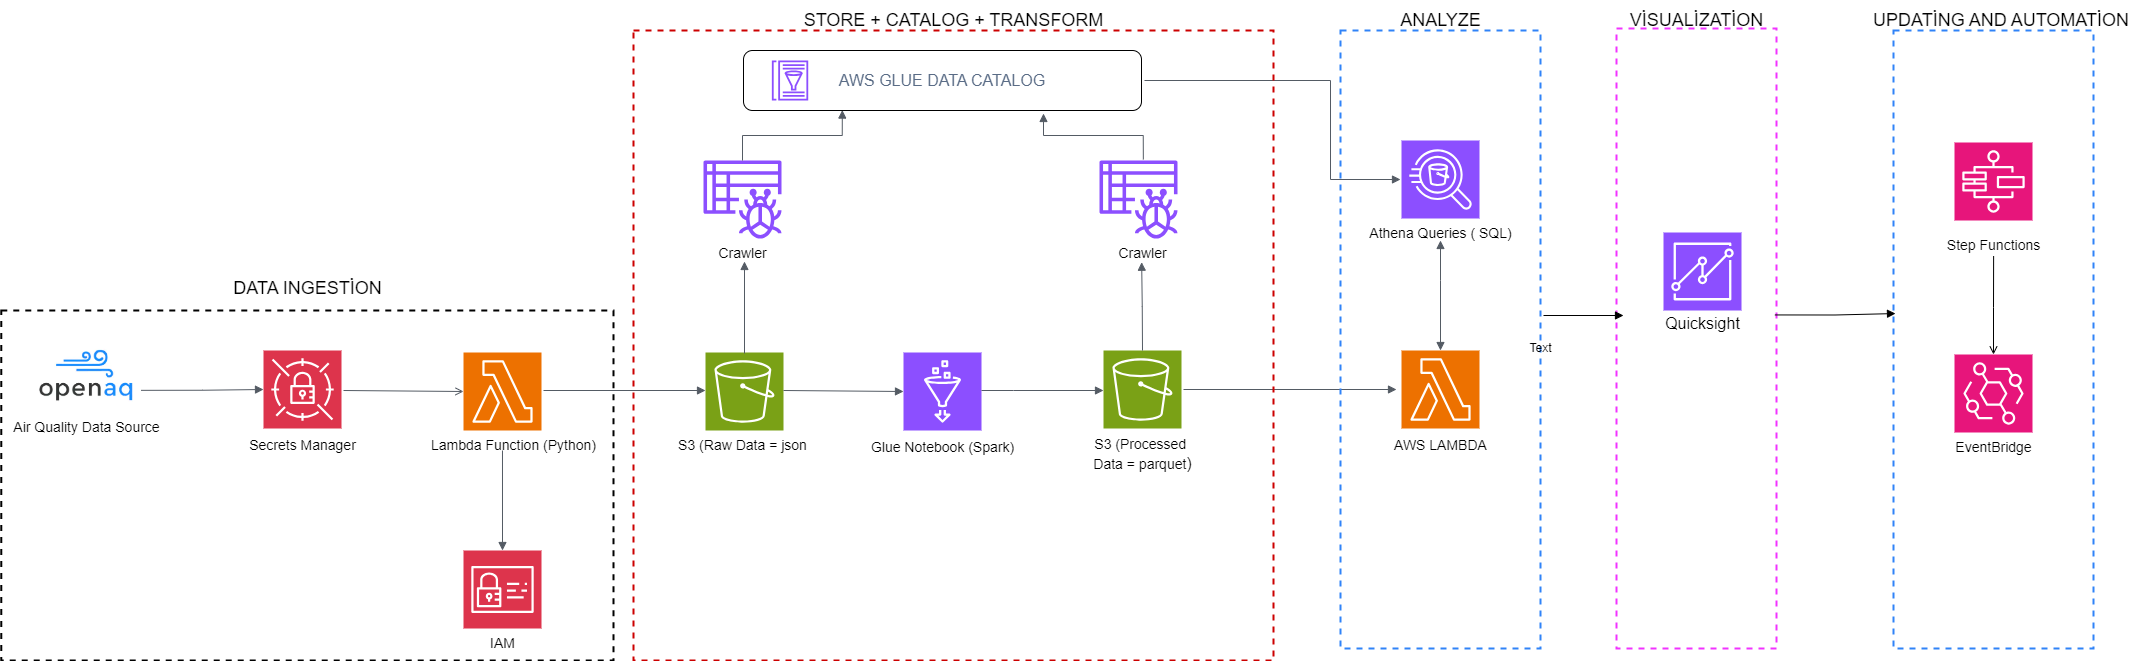 STORE + CATALOG + TRANSFORM
ANALYZE
VİSUALİZATİON
UPDATİNG AND AUTOMATİON
AWS GLUE DATA CATALOG
Crawler
Crawler
Athena Queries ( SQL)
Step Functions
DATA INGESTİON
Quicksight
Text
openaq
Air Quality Data Source
Secrets Manager
Lambda Function (Python)
S3 (Raw Data = json
Glue Notebook (Spark)
S3 (Processed
Data = parquet)
AWS LAMBDA
EventBridge
IAM